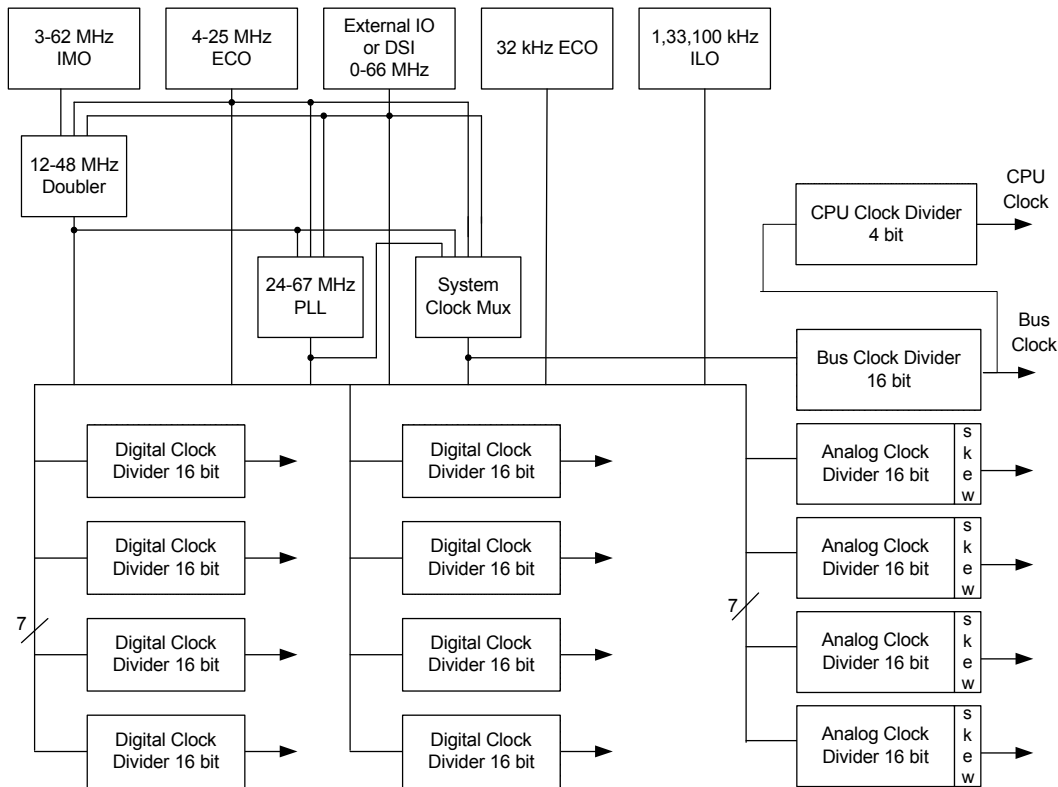 3-62 MHz
IMO
4-25 MHz
ECO
External IO
or DSI
0-66 MHz
32 kHz ECO
1,33,100 kHz
ILO
12-48 MHz
Doubler
24-67 MHz
PLL
System
Clock Mux
CPU Clock Divider
4 bit
CPU
Clock
Bus Clock Divider
16 bit
Bus
Clock
Digital Clock
Divider 16 bit
Digital Clock
Divider 16 bit
Analog Clock
Divider 16 bit
s
k
e
w
Digital Clock
Divider 16 bit
Digital Clock
Divider 16 bit
Analog Clock
Divider 16 bit
s
k
e
w
7
7
Digital Clock
Divider 16 bit
Digital Clock
Divider 16 bit
Analog Clock
Divider 16 bit
s
k
e
w
Digital Clock
Divider 16 bit
Digital Clock
Divider 16 bit
Analog Clock
Divider 16 bit
s
k
e
w